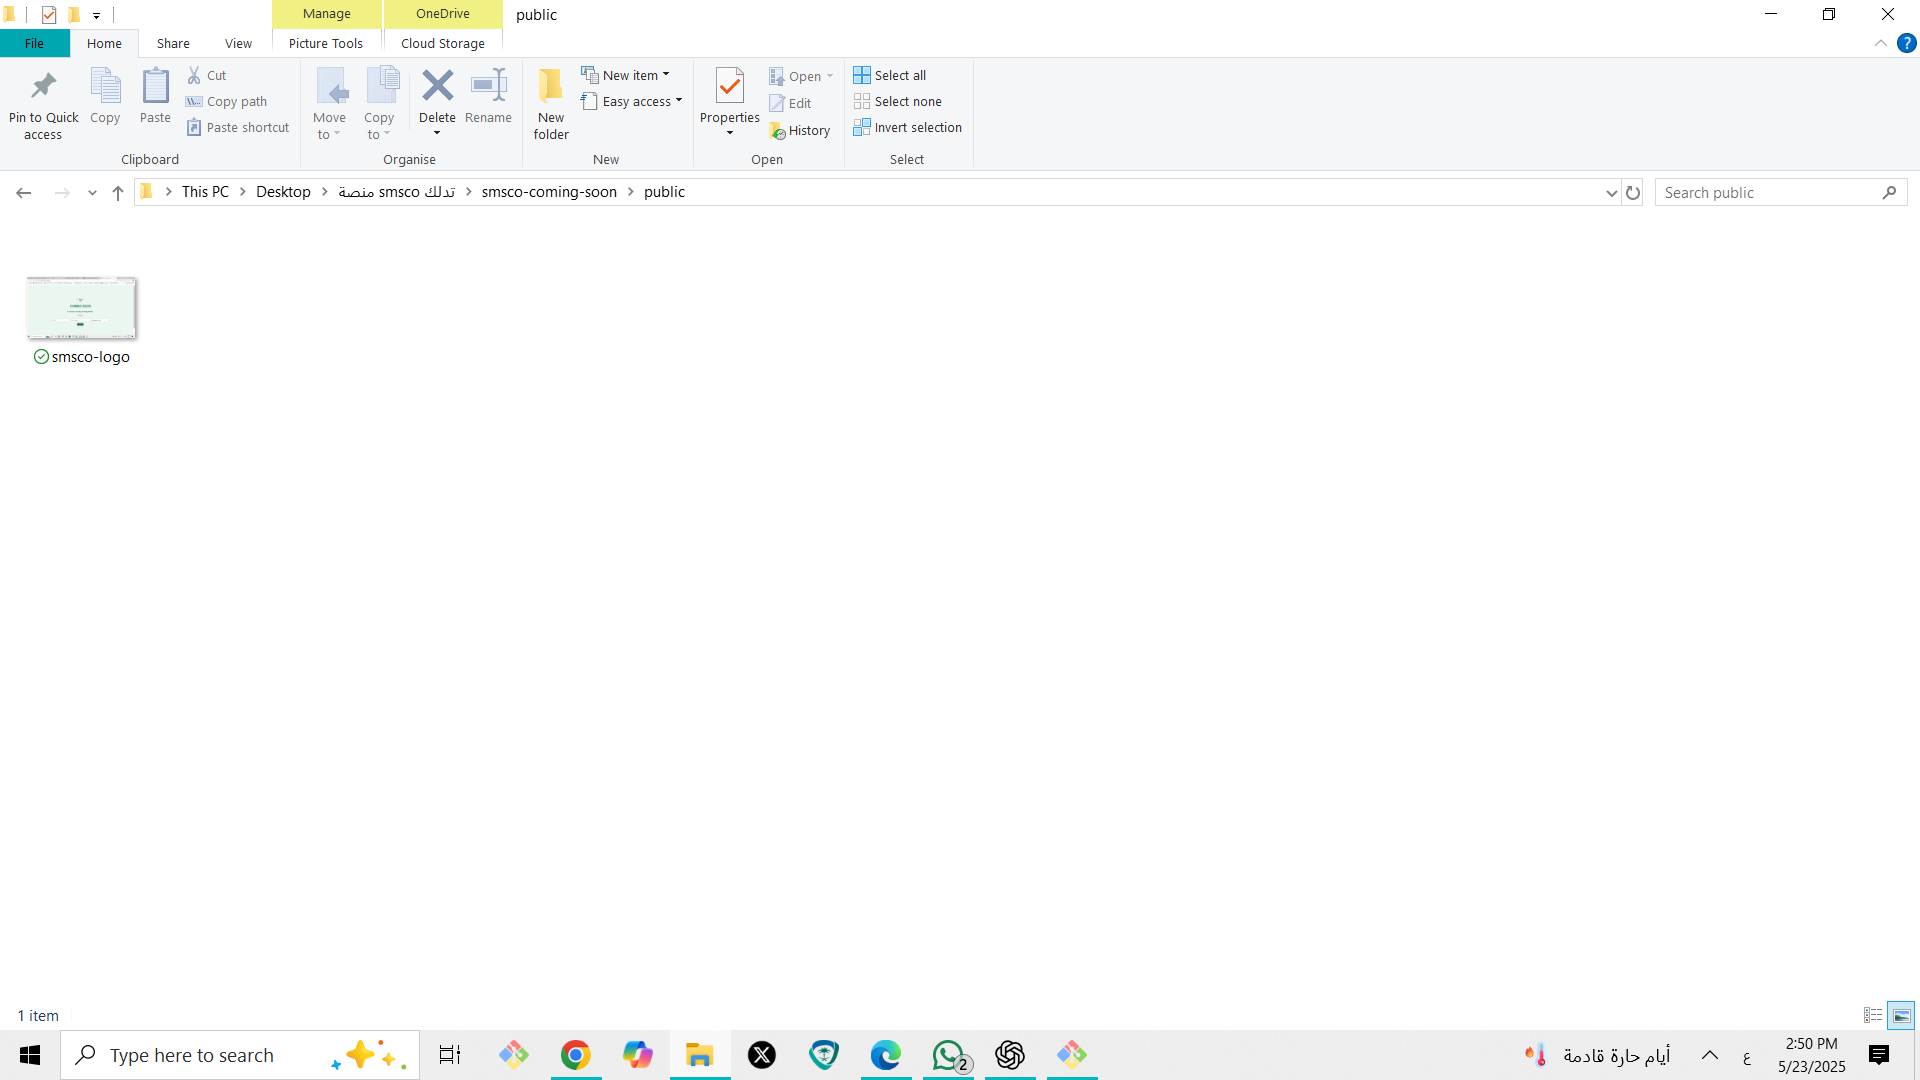 Manage
OneDrive
public
File
Home
Share
View
Picture Tools
Cloud Storage
Pin to Quick access
Copy
Paste
Cut
Copy path
Paste shortcut
Clipboard
Move to
Copy to
Delete
Rename
Organise
New folder
New item
Easy access
New
Properties
Open
Edit
History
Open
Select all
Select none
Invert selection
Select
This PC > Desktop > منصة smsco تدلك > smsco-coming-soon > public
Search public
smsco-logo
1 item
Type here to search
2
أيام حارة قادمة
ع
2:50 PM
5/23/2025